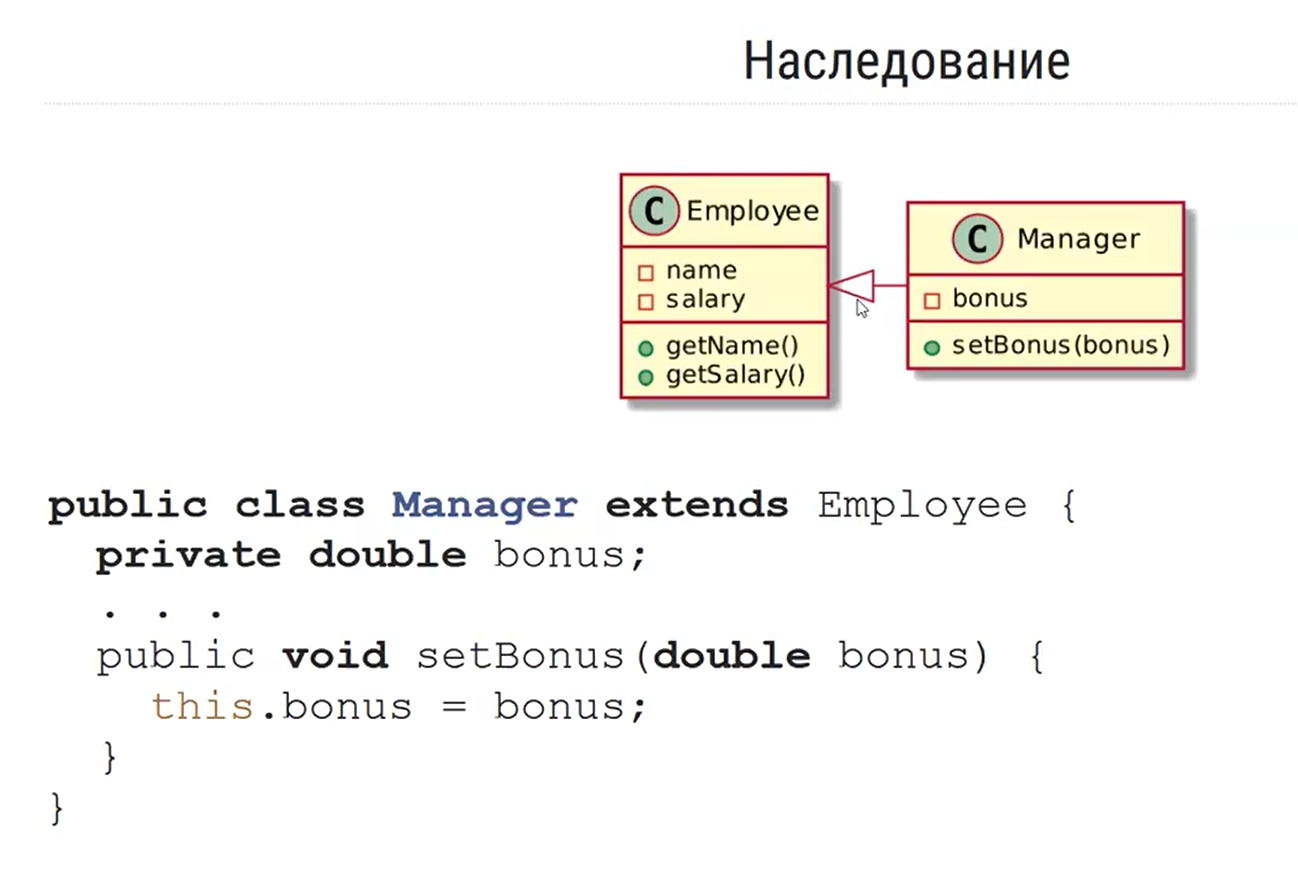 Наследование
C Employee
name
salary
getName()
getSalary()
C Manager
bonus
setBonus(bonus)
public class Manager extends Employee {
private double bonus;
. . .
public void setBonus(double bonus) {
this.bonus = bonus;
}
}